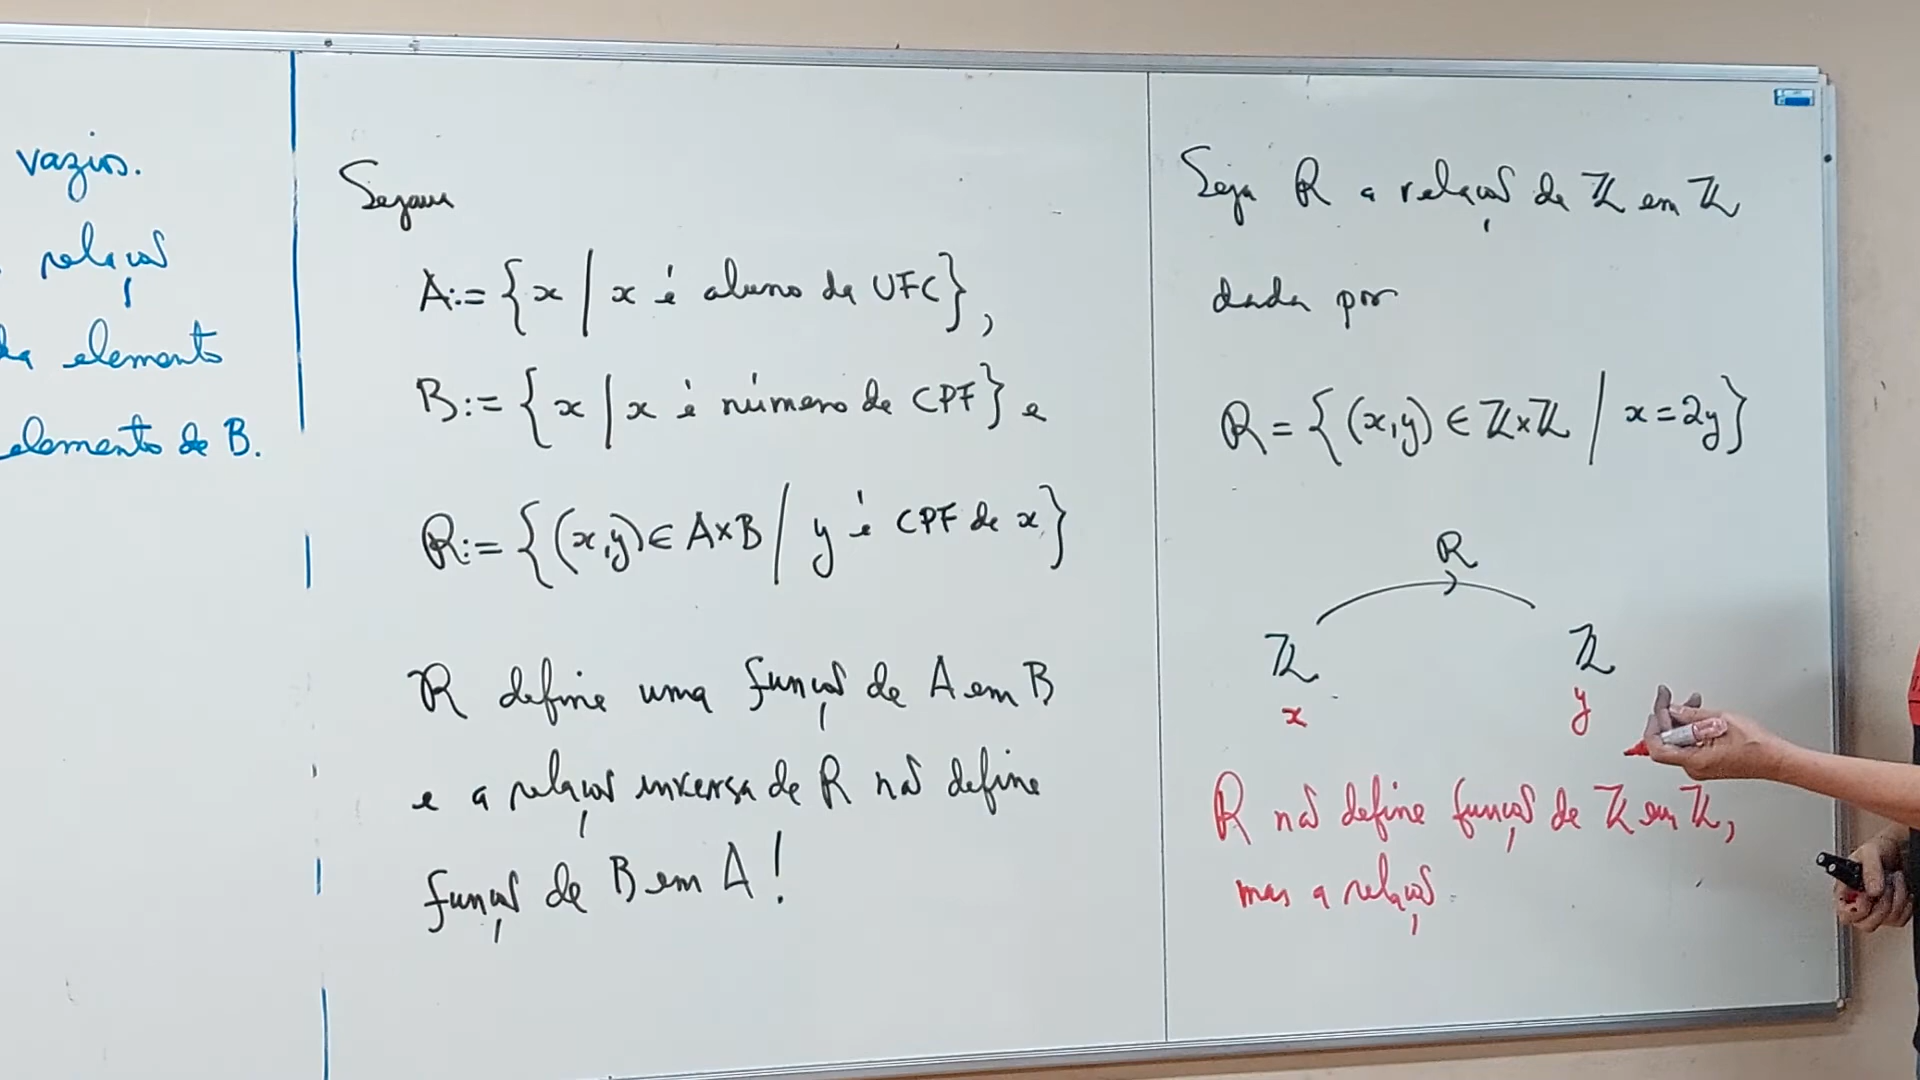 vazios.
relação
elemento
elemento de B.
Sejam
A:= {x / x é aluno da UFC},
B:= {x / x é número de CPF} e
R:= {(x,y) ∈ A×B / y é CPF de x}
R define uma função de A em B
e a relação inversa de R não define
função de B em A!
Seja R a relação de ℤ em ℤ
dada por
R = {(x,y) ∈ ℤ×ℤ / x = 2y}
R
ℤ ℤ
x y
R não define função de ℤ em ℤ,
mas a relação